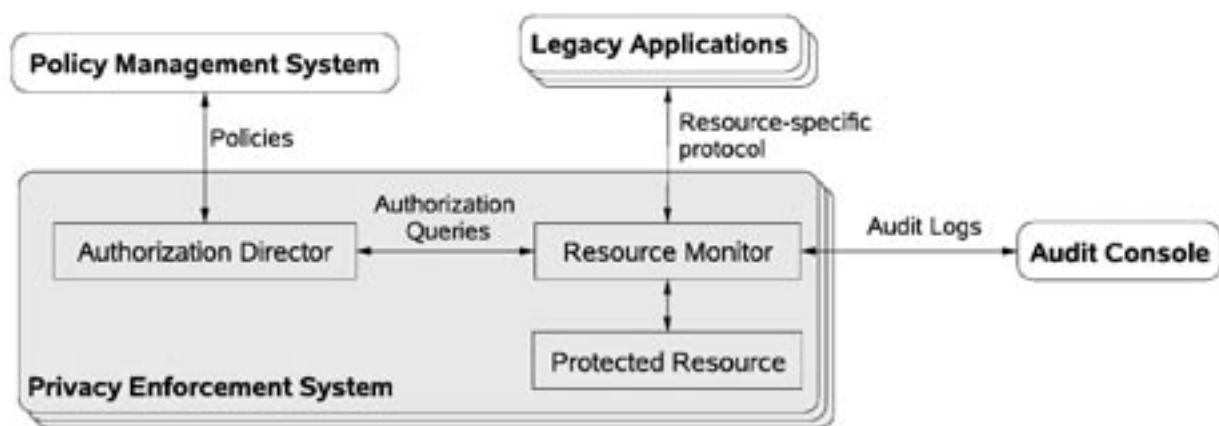 Policy Management System
Legacy Applications
Policies
Resource-specific
protocol
Authorization
Queries
Audit Logs
Authorization Director
Resource Monitor
Audit Console
Protected Resource
Privacy Enforcement System